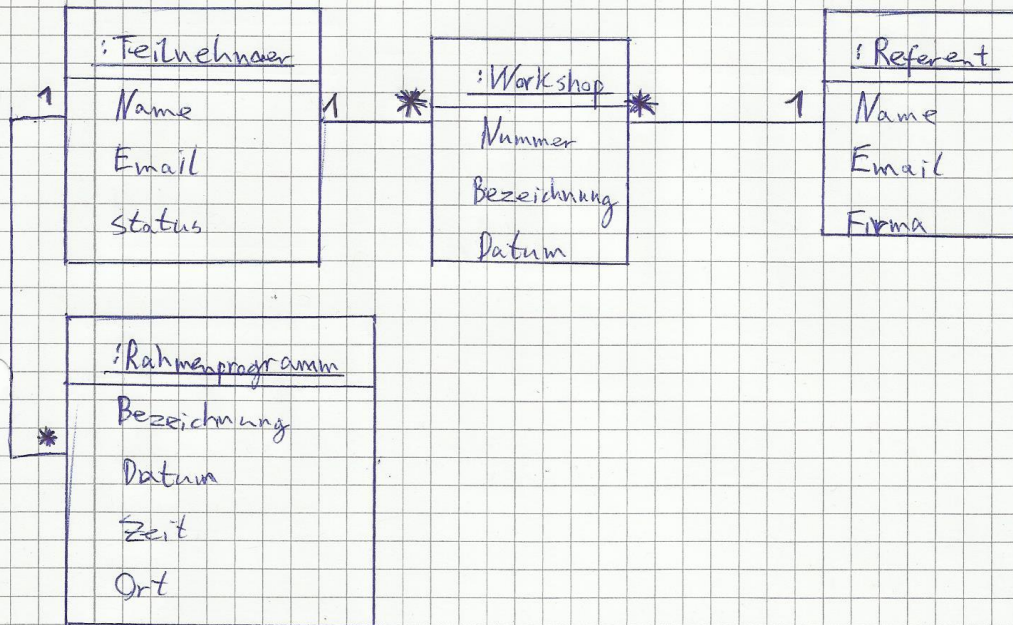 :Teilnehmer
1
Name
Email
Status
1
*
:Workshop
Nummer
Bezeichnung
Datum
*
1
:Referent
Name
Email
Firma
:Rahmenprogramm
*
Bezeichnung
Datum
Zeit
Ort